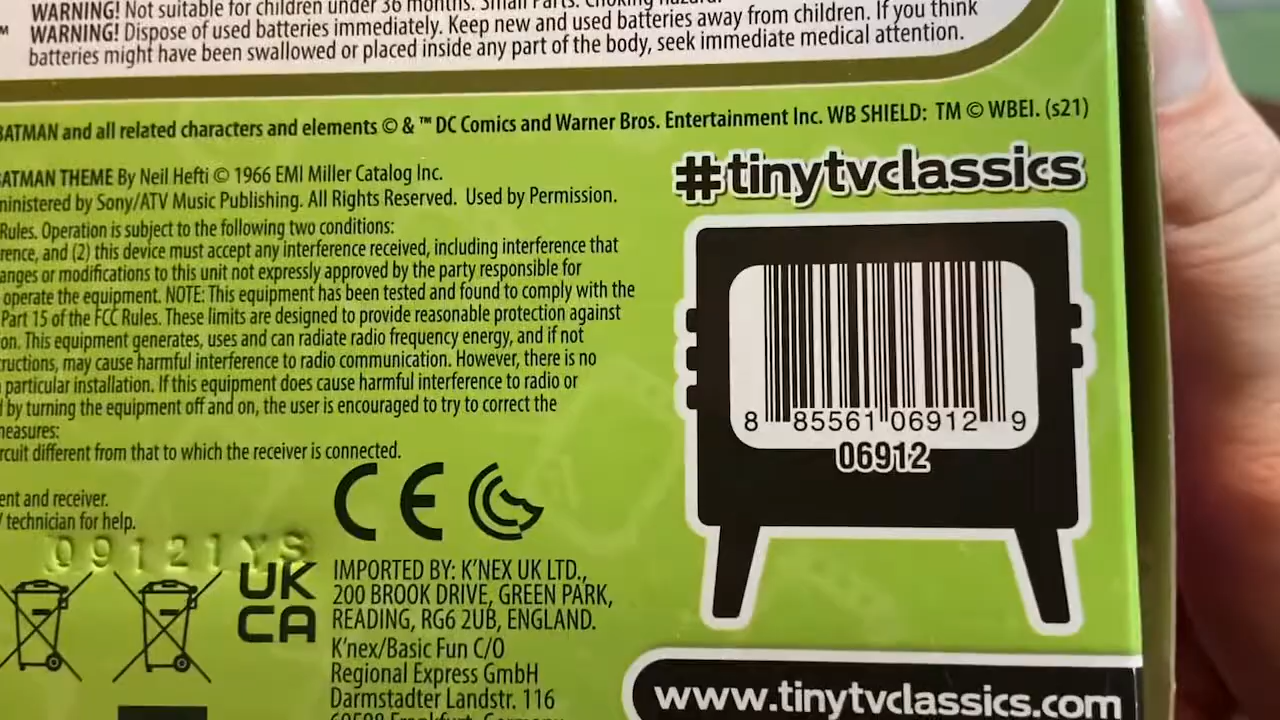 WARNING! Not suitable for children under 36 months. Small Parts. Choking hazard.
WARNING! Dispose of used batteries immediately. Keep new and used batteries away from children. If you think
batteries might have been swallowed or placed inside any part of the body, seek immediate medical attention.
BATMAN and all related characters and elements © & ™ DC Comics and Warner Bros. Entertainment Inc. WB SHIELD: TM © WBEI. (s21)
#tinytvclassics
BATMAN THEME By Neil Hefti © 1966 EMI Miller Catalog Inc.
ministered by Sony/ATV Music Publishing. All Rights Reserved. Used by Permission.
Rules. Operation is subject to the following two conditions:
rence, and (2) this device must accept any interference received, including interference that
anges or modifications to this unit not expressly approved by the party responsible for
operate the equipment. NOTE: This equipment has been tested and found to comply with the
Part 15 of the FCC Rules. These limits are designed to provide reasonable protection against
on. This equipment generates, uses and can radiate radio frequency energy, and if not
tructions, may cause harmful interference to radio communication. However, there is no
particular installation. If this equipment does cause harmful interference to radio or
by turning the equipment off and on, the user is encouraged to try to correct the
measures:
rcuit different from that to which the receiver is connected.
ent and receiver.
technician for help.
8 85561 06912 9
06912
CE
09121YS
UK
CA
IMPORTED BY: K'NEX UK LTD.,
200 BROOK DRIVE, GREEN PARK,
READING, RG6 2UB, ENGLAND.
K'nex/Basic Fun C/O
Regional Express GmbH
Darmstadter Landstr. 116
60598 Frankfurt, Germany
www.tinytvclassics.com